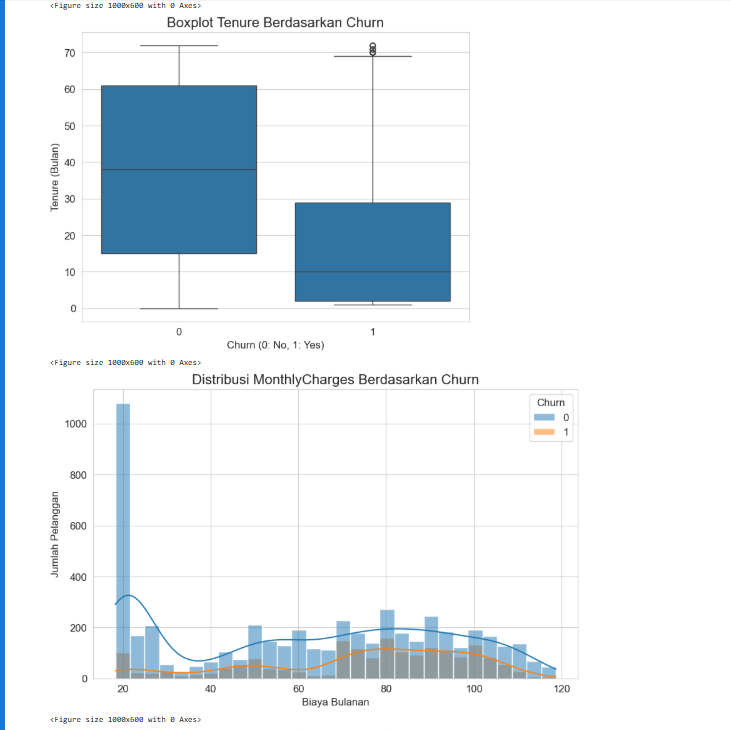 <Figure size 1000x600 with 0 Axes>
Boxplot Tenure Berdasarkan Churn
70
60
50
40
30
20
10
0
Tenure (Bulan)
0 1
Churn (0: No, 1: Yes)
<Figure size 1000x600 with 0 Axes>
Distribusi MonthlyCharges Berdasarkan Churn
Churn
0
1
1000
800
600
400
200
0
Jumlah Pelanggan
20 40 60 80 100 120
Biaya Bulanan
<Figure size 1000x600 with 0 Axes>